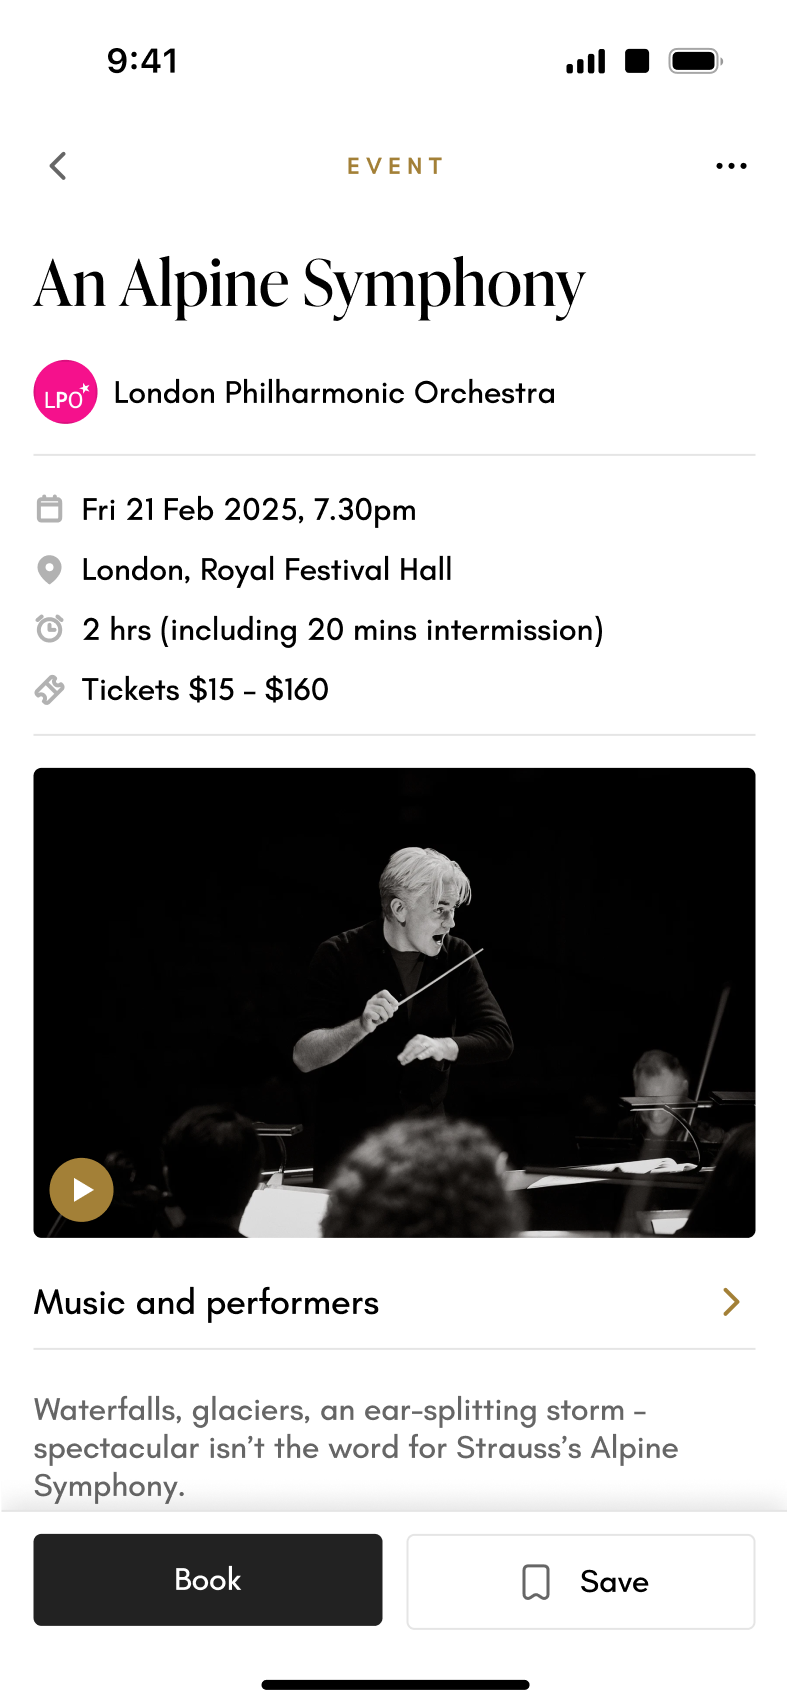 9:41
EVENT
An Alpine Symphony
LPO
London Philharmonic Orchestra
Fri 21 Feb 2025, 7.30pm
London, Royal Festival Hall
2 hrs (including 20 mins intermission)
Tickets $15 – $160
Music and performers
Waterfalls, glaciers, an ear-splitting storm –
spectacular isn’t the word for Strauss’s Alpine
Symphony.
Book
Save